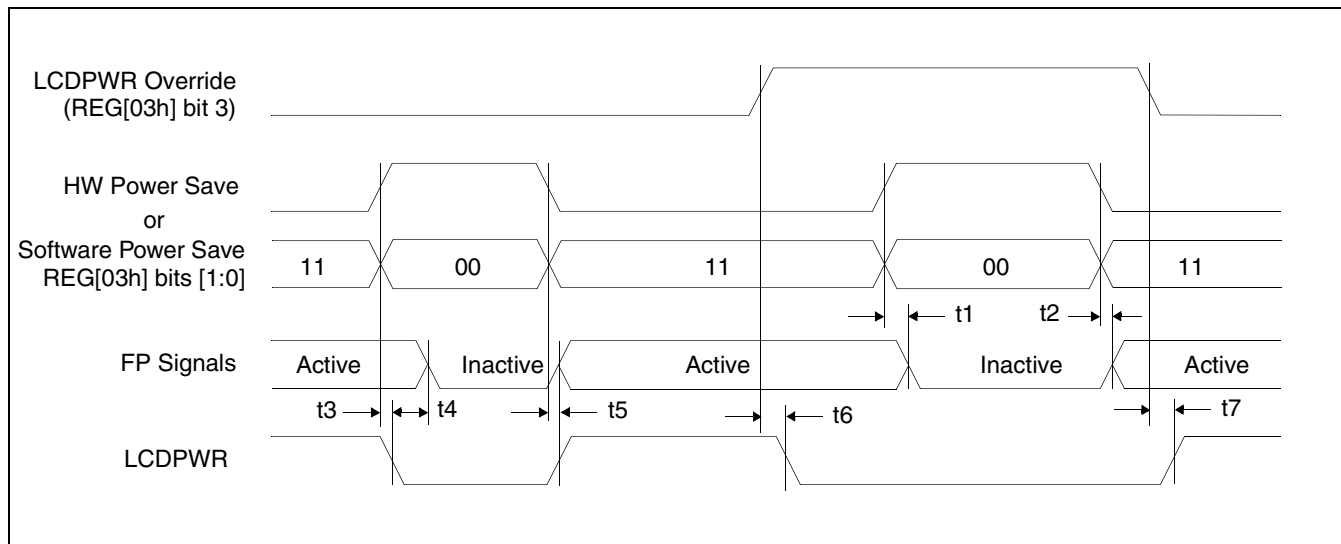 LCDPWR Override
(REG[03h] bit 3)
HW Power Save
or
Software Power Save
REG[03h] bits [1:0]
11
00
11
00
11
t1
t2
FP Signals
Active
Inactive
Active
Inactive
Active
t3
t4
t5
t6
t7
LCDPWR